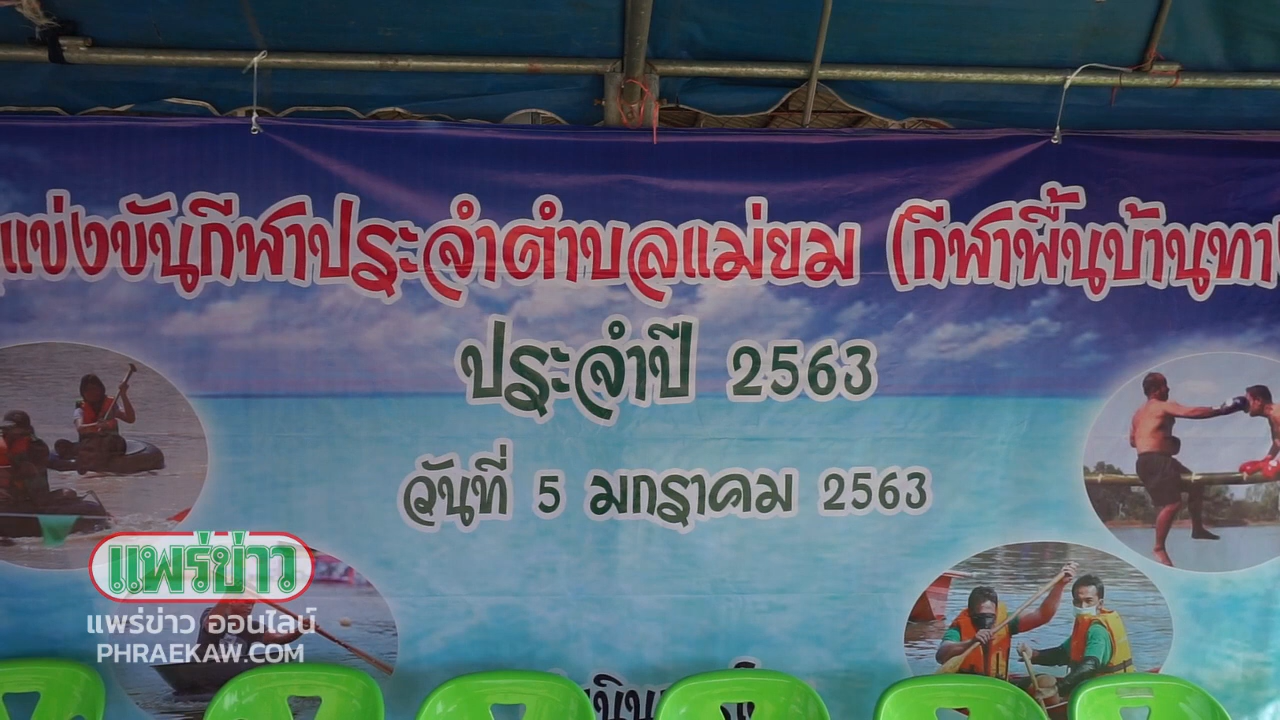 แข่งขันกีฬาประจำตำบลแม่ยม (กีฬาพื้นบ้านทา
ประจำปี 2563
วันที่ 5 มกราคม 2563
แพร่ข่าว
แพร่ข่าว ออนไลน์
PHRAEKAW.COM